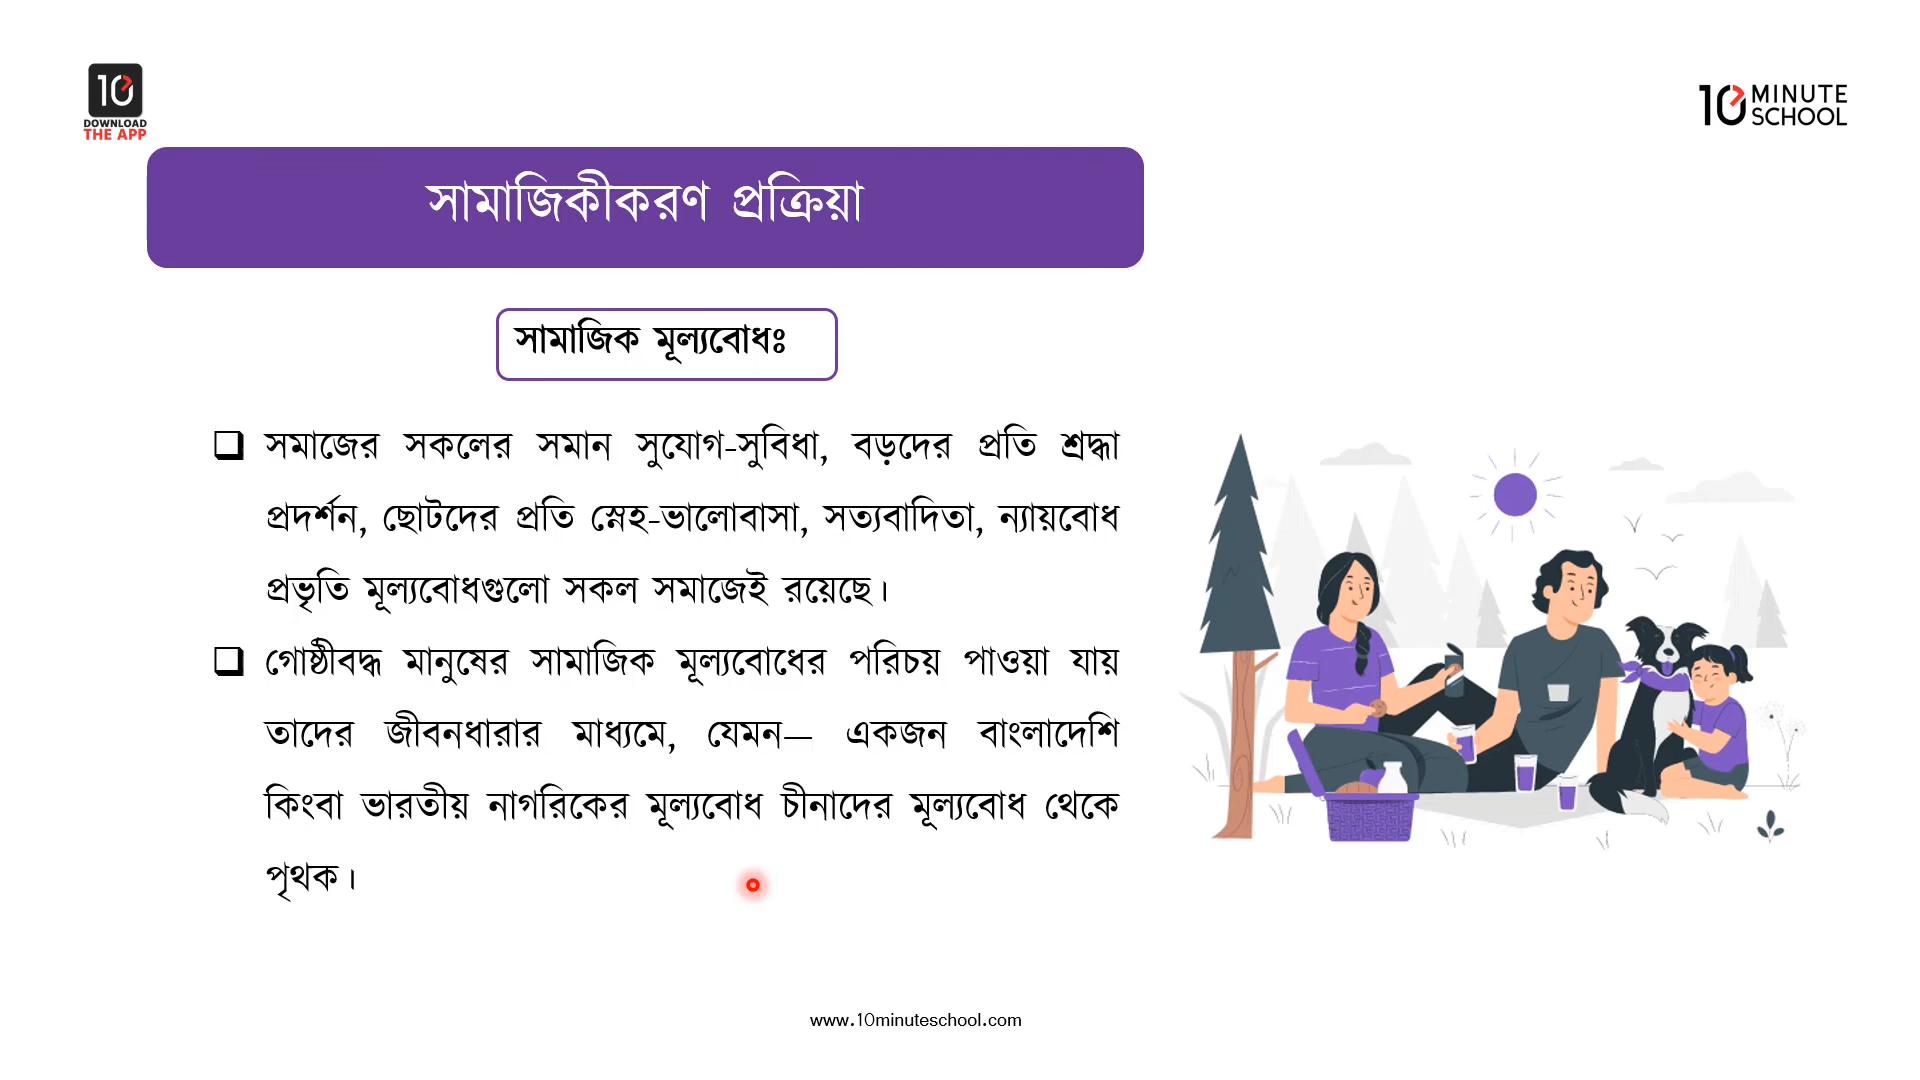 10
DOWNLOAD
THE APP
10 MINUTE
SCHOOL
সামাজিকীকরণ প্রক্রিয়া
সামাজিক মূল্যবোধঃ
❑ সমাজের সকলের সমান সুযোগ-সুবিধা, বড়দের প্রতি শ্রদ্ধা
প্রদর্শন, ছোটদের প্রতি স্নেহ-ভালোবাসা, সত্যবাদিতা, ন্যায়বোধ
প্রভৃতি মূল্যবোধগুলো সকল সমাজেই রয়েছে।
❑ গোষ্ঠীবদ্ধ মানুষের সামাজিক মূল্যবোধের পরিচয় পাওয়া যায়
তাদের জীবনধারার মাধ্যমে, যেমন— একজন বাংলাদেশি
কিংবা ভারতীয় নাগরিকের মূল্যবোধ চীনাদের মূল্যবোধ থেকে
পৃথক।
www.10minuteschool.com